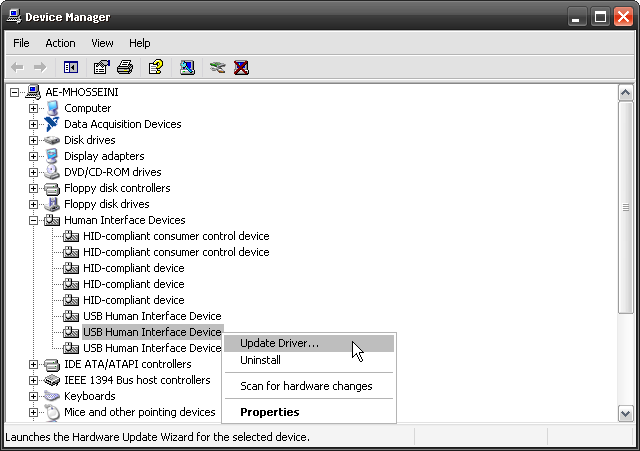 Device Manager
File Action View Help
AE-MHOSSEINI
Computer
Data Acquisition Devices
Disk drives
Display adapters
DVD/CD-ROM drives
Floppy disk controllers
Floppy disk drives
Human Interface Devices
HID-compliant consumer control device
HID-compliant consumer control device
HID-compliant device
HID-compliant device
HID-compliant device
USB Human Interface Device
USB Human Interface Device
USB Human Interface Device
Update Driver...
Uninstall
Scan for hardware changes
Properties
IDE ATA/ATAPI controllers
IEEE 1394 Bus host controllers
Keyboards
Mice and other pointing devices
Launches the Hardware Update Wizard for the selected device.